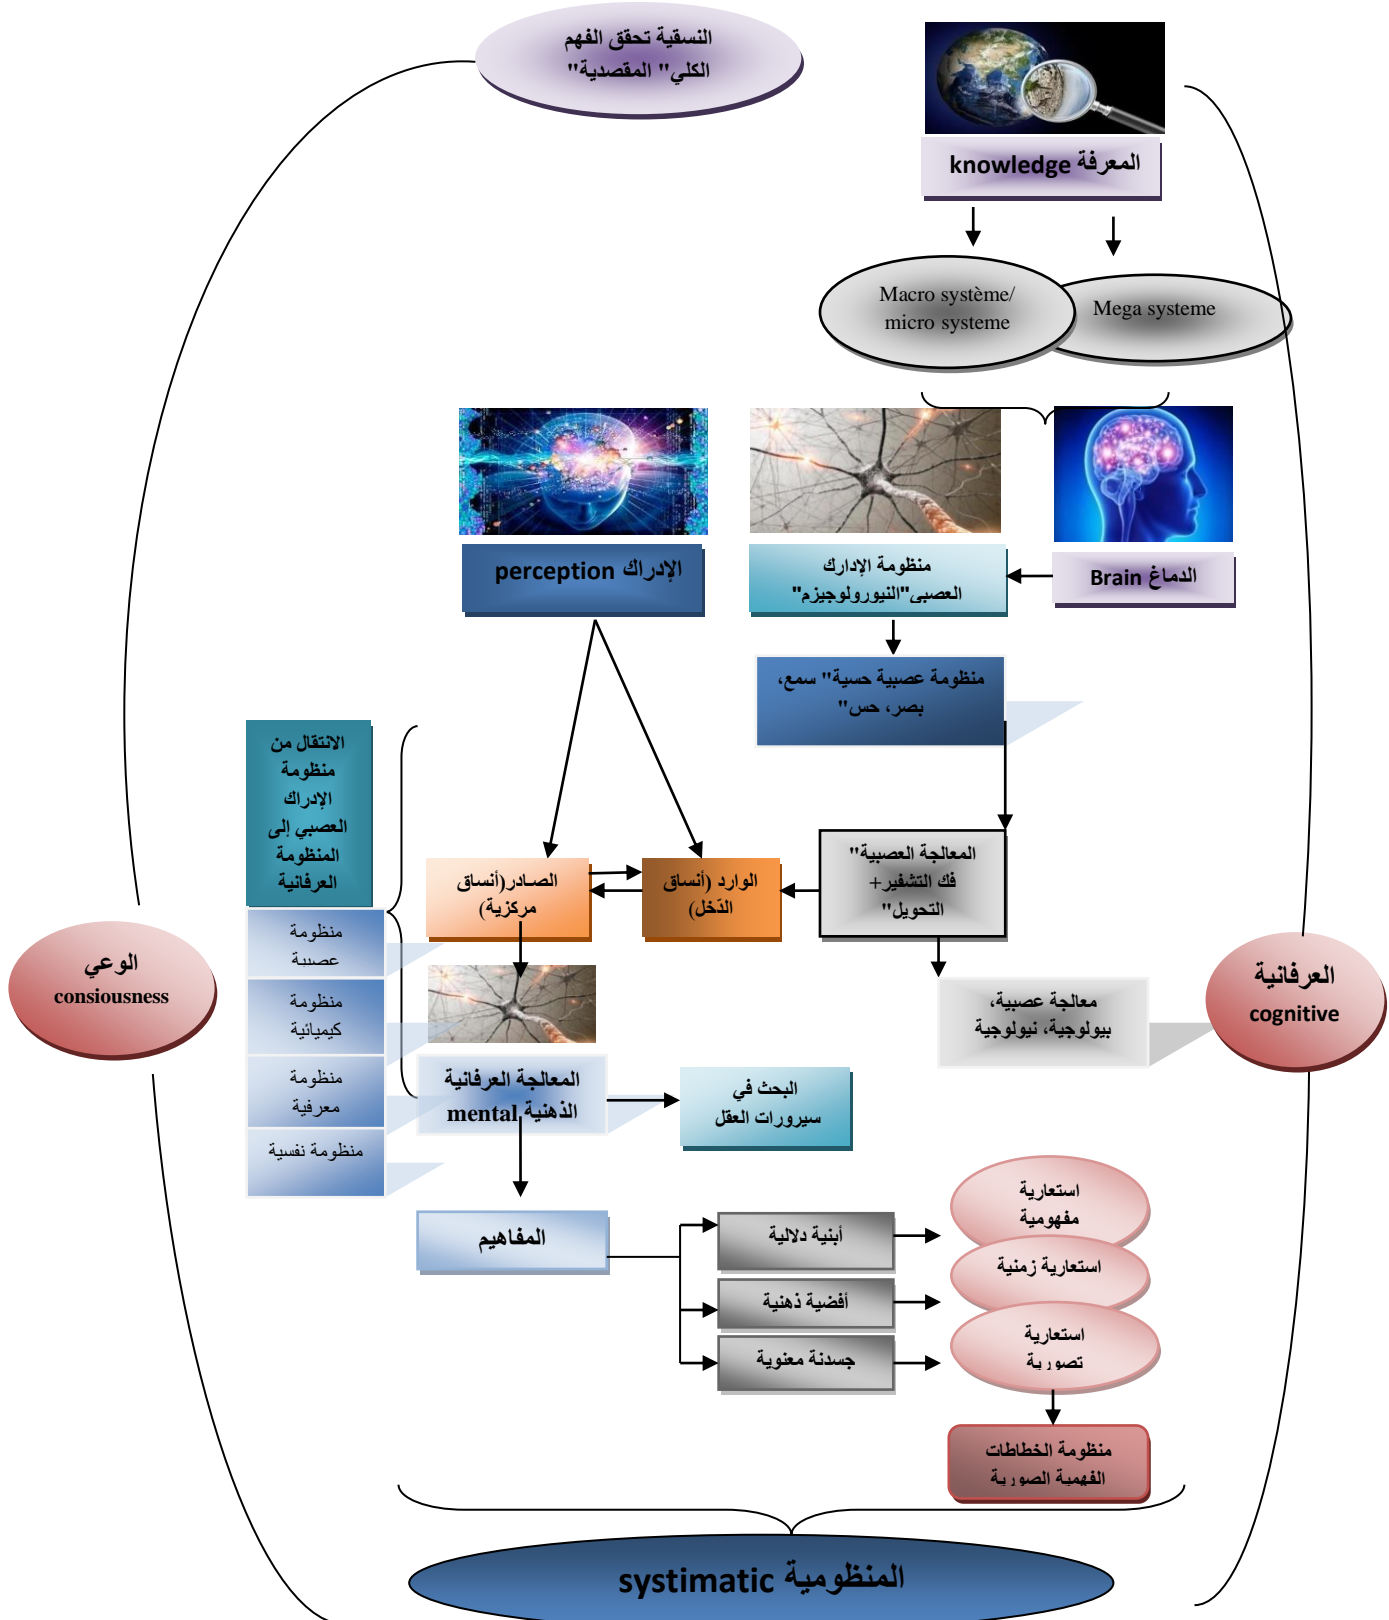 النسقية تحقق الفهم
الكلي" المقصدية"
المعرفة knowledge
Macro système/
micro systeme
Mega systeme
الإدراك perception
منظومة الإدارك
العصبي"النيورولوجيزم"
الدماغ Brain
منظومة عصبية حسية" سمع،
بصر، حس"
الانتقال من
منظومة
الإدراك
العصبي إلى
المنظومة
العرفانية
المعالجة العصبية"
فك التشفير+
التحويل"
الوارد (أنساق
الدّخل)
الصادر(أنساق
مركزية)
منظومة
عصبية
منظومة
كيميائية
منظومة
معرفية
منظومة نفسية
الوعي
consiousness
العرفانية
cognitive
معالجة عصبية،
بيولوجية، نيولوجية
المعالجة العرفانية
الذهنية mental
البحث في
سيرورات العقل
المفاهيم
أبنية دلالية
أفضية ذهنية
جسدنة معنوية
استعارية
مفهومية
استعارية زمنية
استعارية
تصورية
منظومة الخطاطات
الفهمية الصورية
المنظومية systimatic